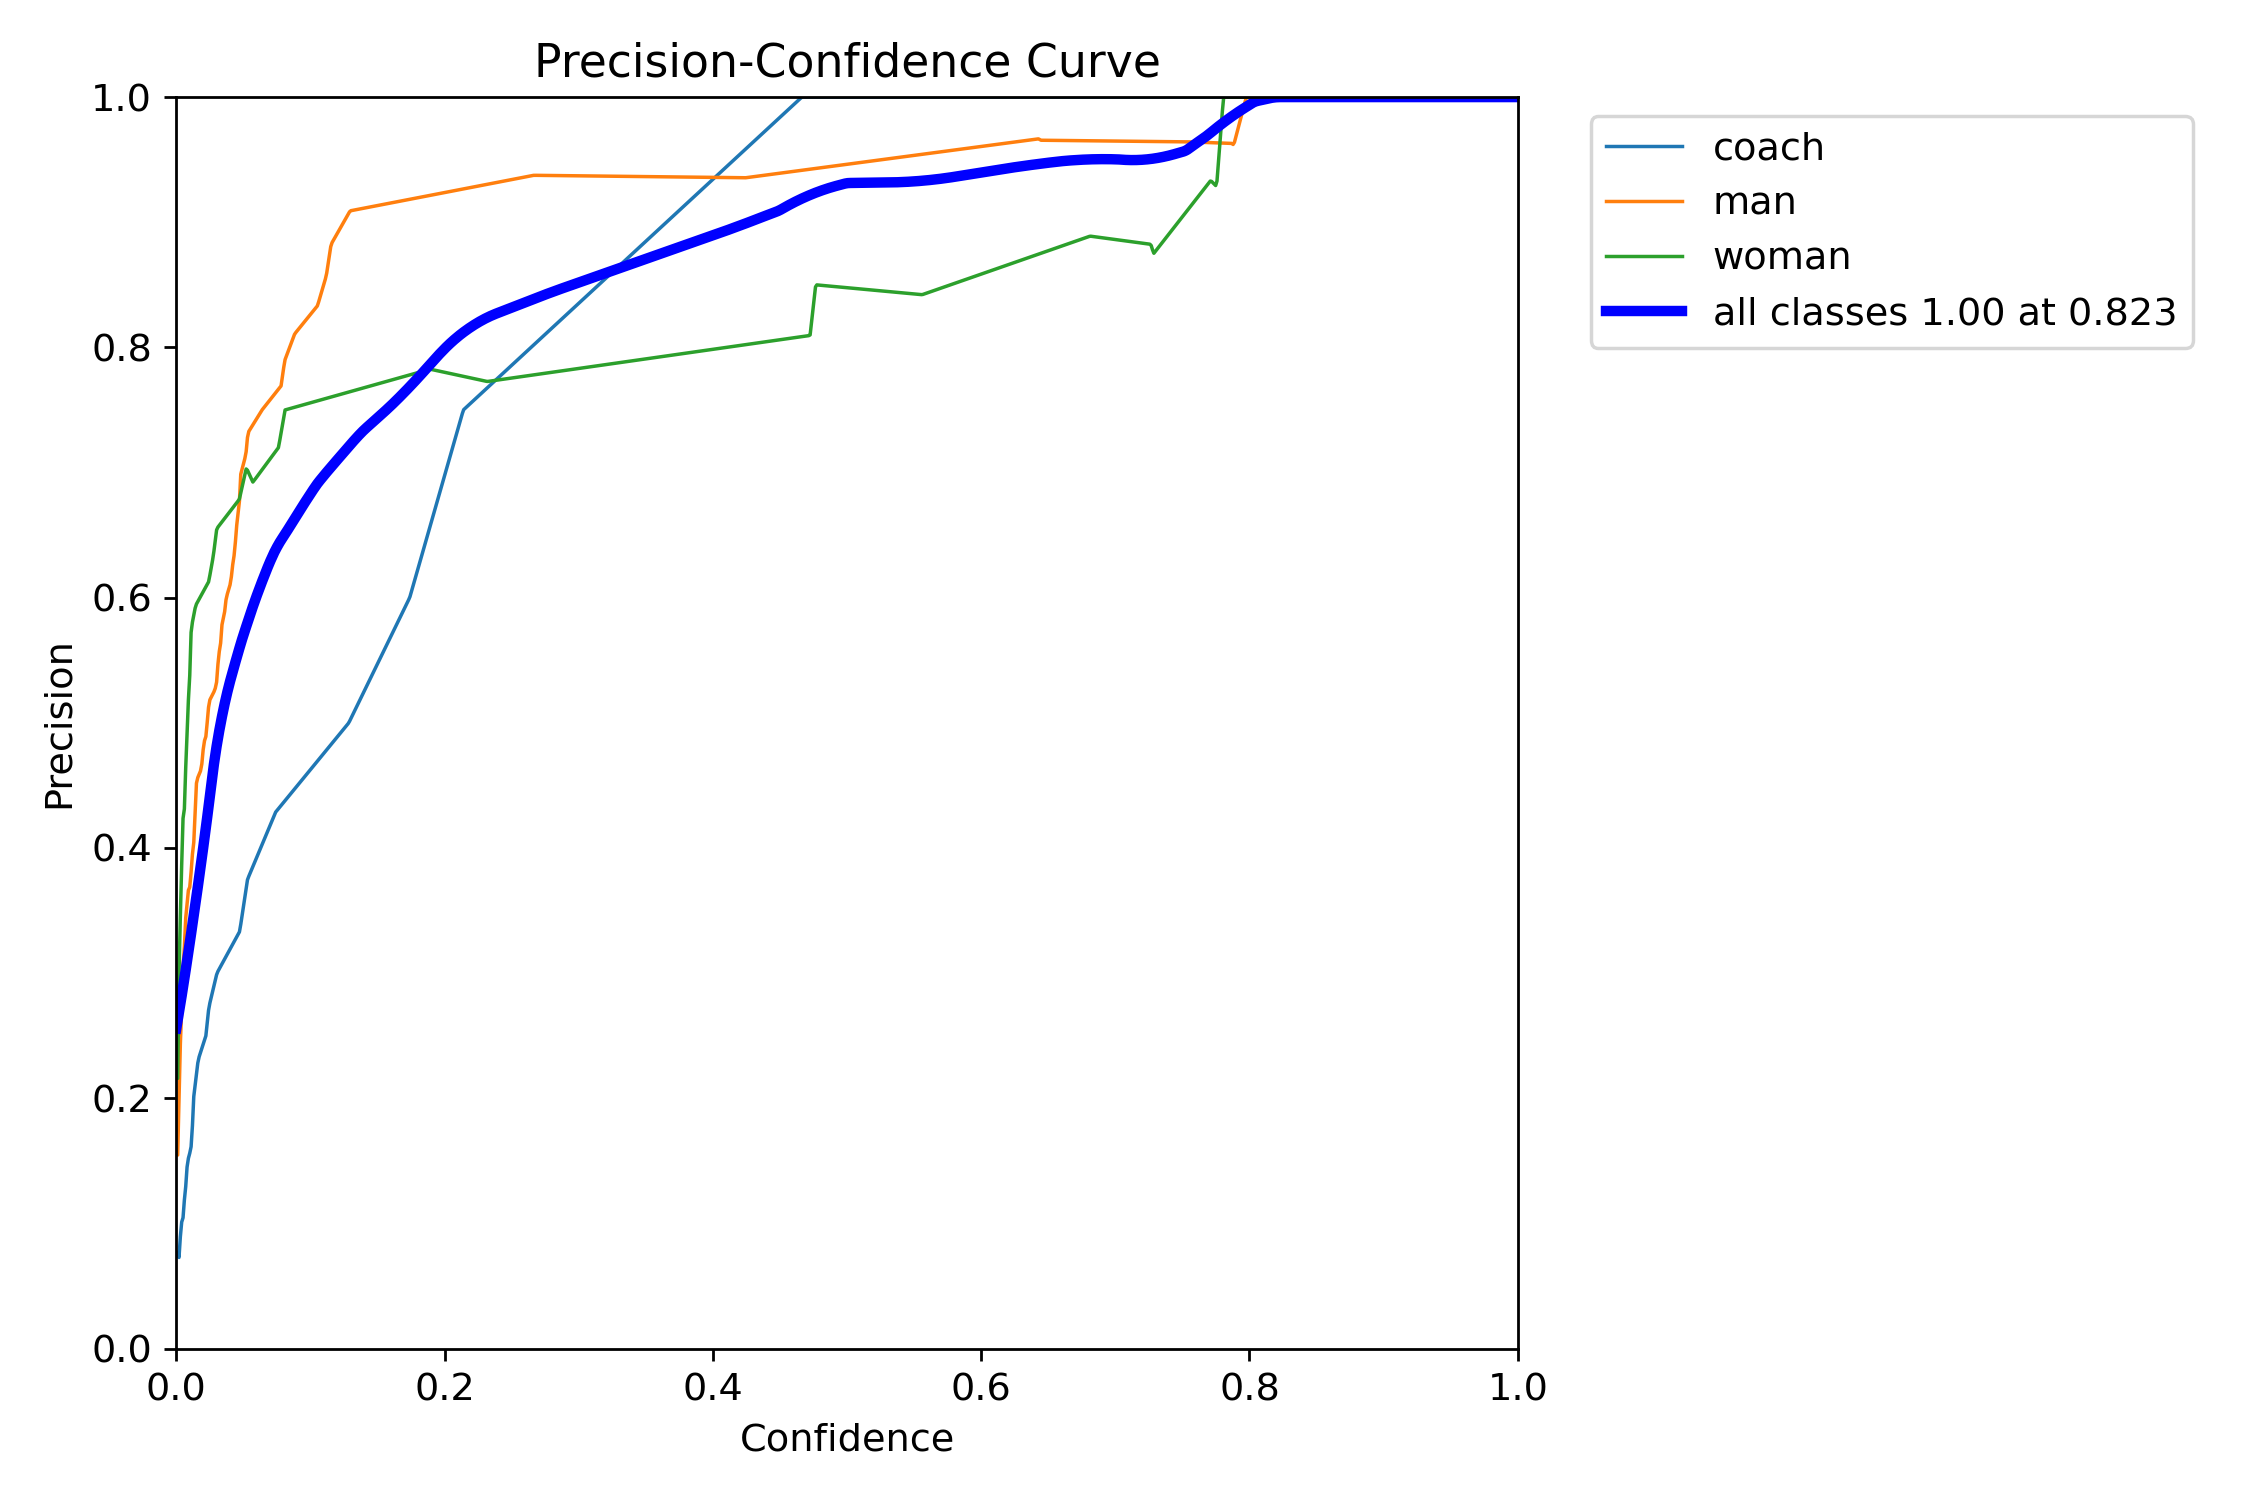 Precision-Confidence Curve
1.0
0.8
0.6
0.4
0.2
0.0
Precision
0.0 0.2 0.4 0.6 0.8 1.0
Confidence
coach
man
woman
all classes 1.00 at 0.823